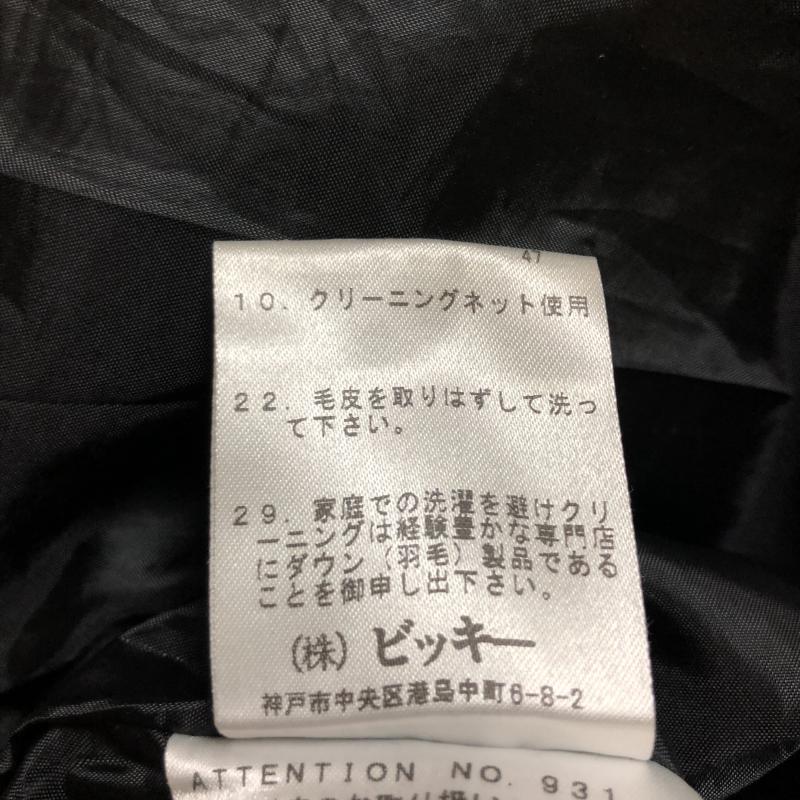 47
10. クリーニングネット使用
22. 毛皮を取りはずして洗っ
て下さい。
29. 家庭での洗濯を避けクリ
ーニングは経験豊かな専門店
にダウン（羽毛）製品である
ことを御申し出下さい。
（株）ビッキー
神戸市中央区港島中町6-8-2
ATTENTION NO. 931
取り扱い